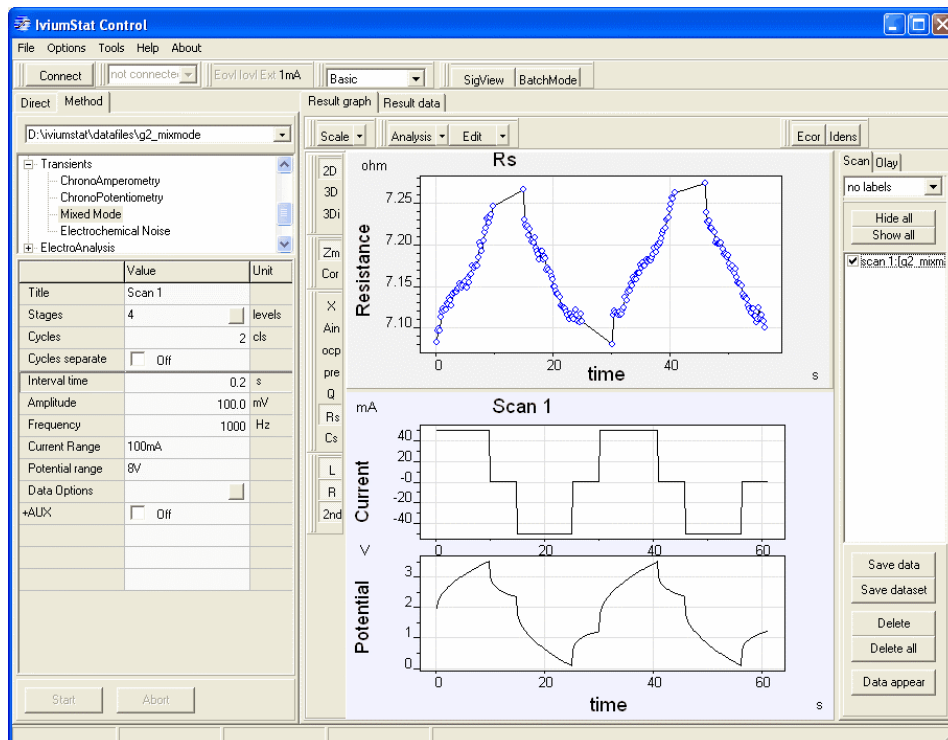 IviumStat Control
File Options Tools Help About
Connect not connecte Eovl Iovl Ext 1mA Basic SigView BatchMode
Direct Method Result graph Result data
D:\iviumstat\datafiles\g2_mixmode
Scale Analysis Edit Ecor Idens
Transients
ChronoAmperometry
ChronoPotentiometry
Mixed Mode
Electrochemical Noise
ElectroAnalysis
Value Unit
Title Scan 1
Stages 4 levels
Cycles 2 cls
Cycles separate Off
Interval time 0.2 s
Amplitude 100.0 mV
Frequency 1000 Hz
Current Range 100mA
Potential range 8V
Data Options
+AUX Off
Start Abort
2D
3D
3Di
Zm
Cor
X
Ain
ocp
pre
Q
Rs
Cs
L
R
2nd
ohm Rs
Resistance
7.25
7.20
7.15
7.10
0 20 40
time s
mA Scan 1
Current
40
20
-0
-20
-40
0 20 40 60
V
Potential
3
2
1
0
0 20 40 60
time s
Scan Olay
no labels
Hide all
Show all
scan 1:[g2_mixm
Save data
Save dataset
Delete
Delete all
Data appear